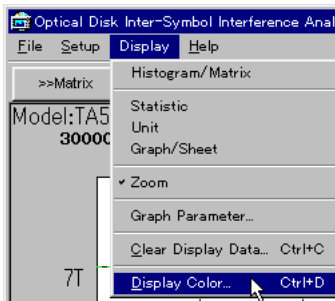 Optical Disk Inter-Symbol Interference Anal
File Setup Display Help
>>Matrix
Histogram/Matrix
Statistic
Model:TA5
Unit
30000
Graph/Sheet
✓ Zoom
Graph Parameter...
Clear Display Data... Ctrl+C
7T
Display Color... Ctrl+D